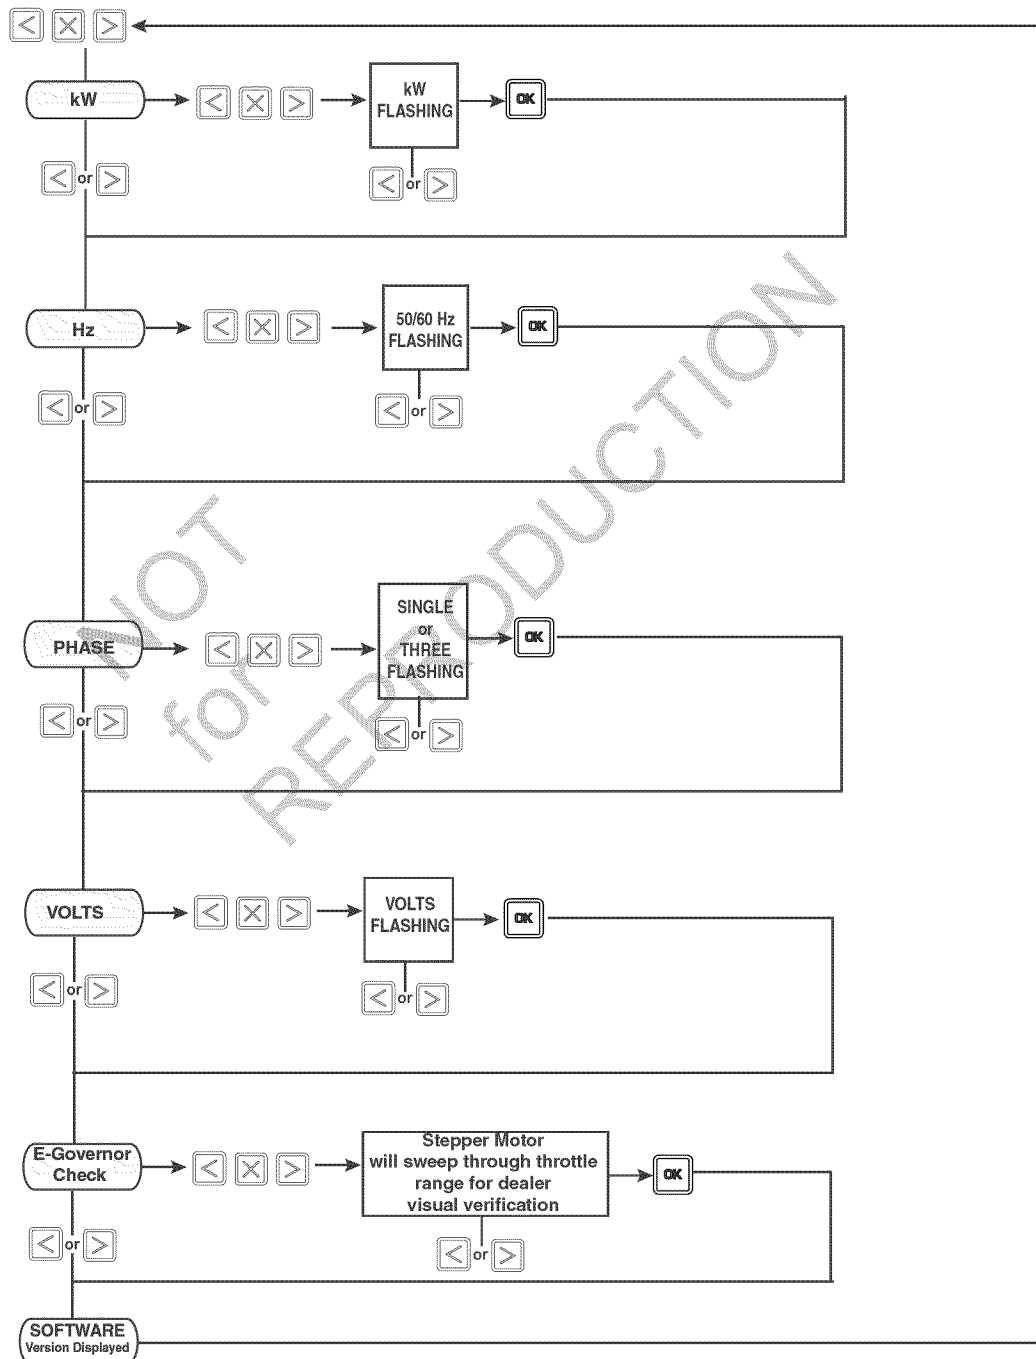 < X >
kW
< X >
kW
FLASHING
OK
< or >
< or >
Hz
< X >
50/60 Hz
FLASHING
OK
< or >
< or >
PHASE
< X >
SINGLE
or
THREE
FLASHING
OK
< or >
< or >
VOLTS
< X >
VOLTS
FLASHING
OK
< or >
< or >
E-Governor
Check
< X >
Stepper Motor
will sweep through throttle
range for dealer
visual verification
OK
< or >
< or >
SOFTWARE
Version Displayed
NOT
for
REPRODUCTION